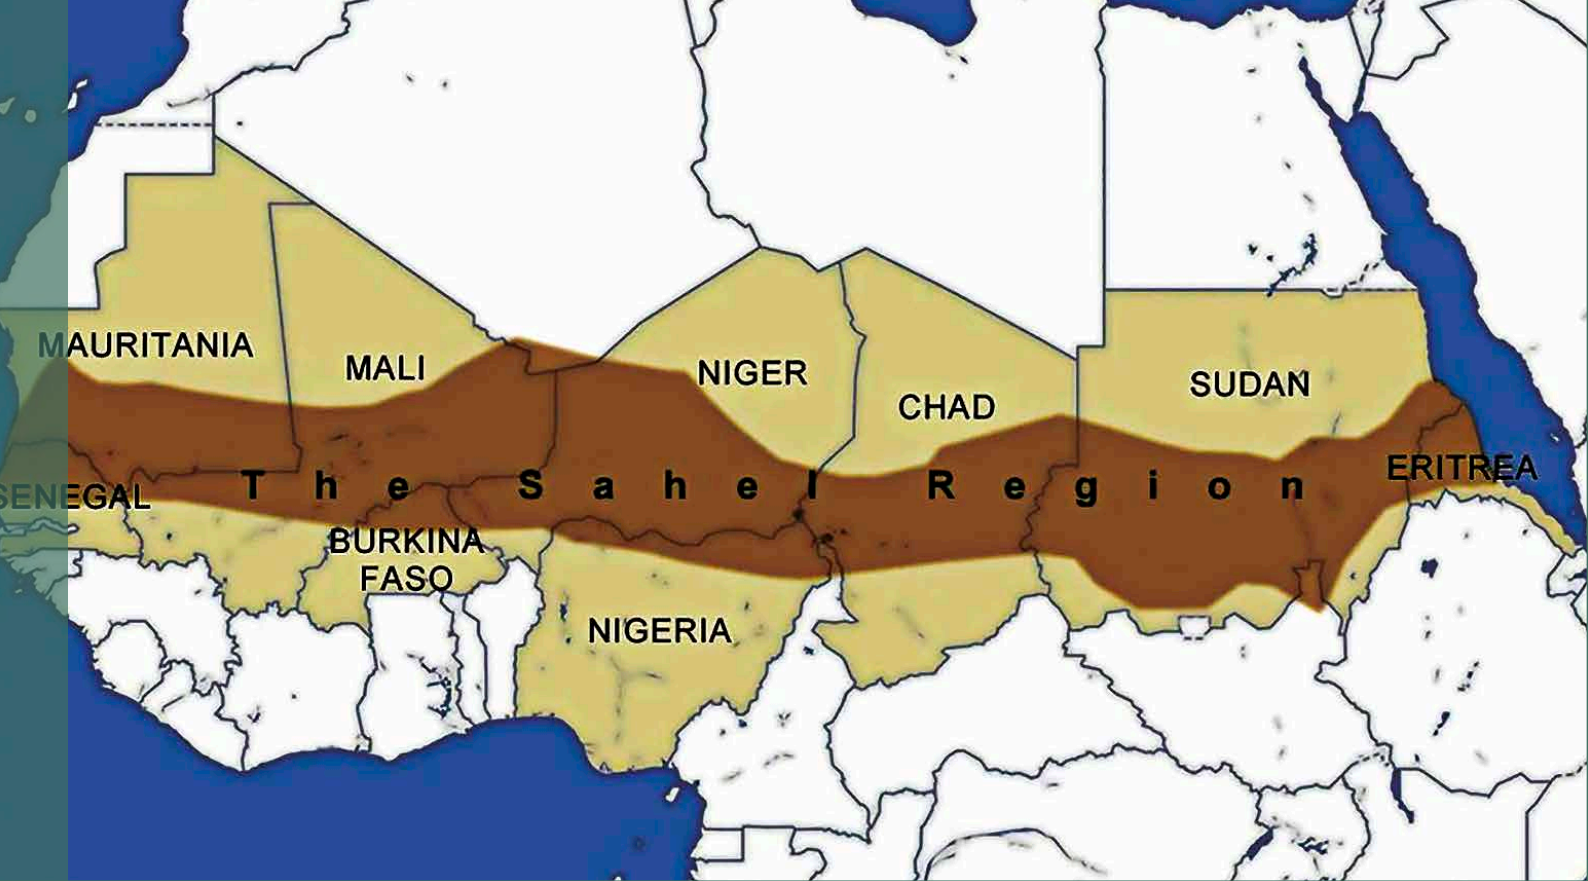 MAURITANIA
MALI
NIGER
CHAD
SUDAN
ERITREA
SENEGAL
The Sahel Region
BURKINA
FASO
NIGERIA